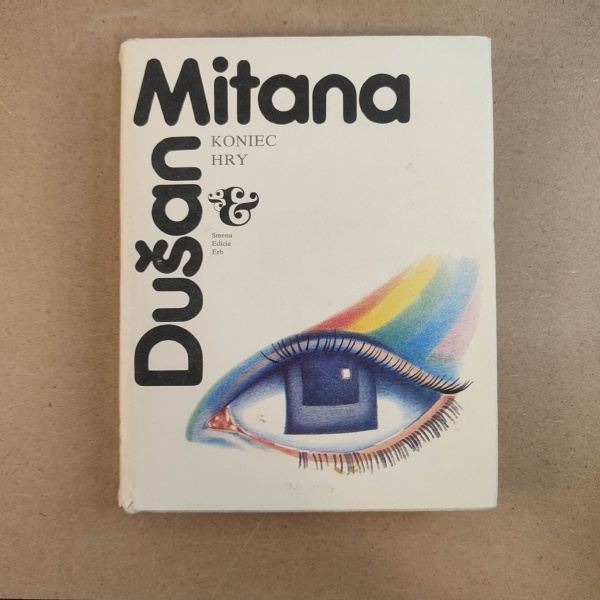 Dušan
Mitana
KONIEC
HRY
&
Smena
Edícia
Erb